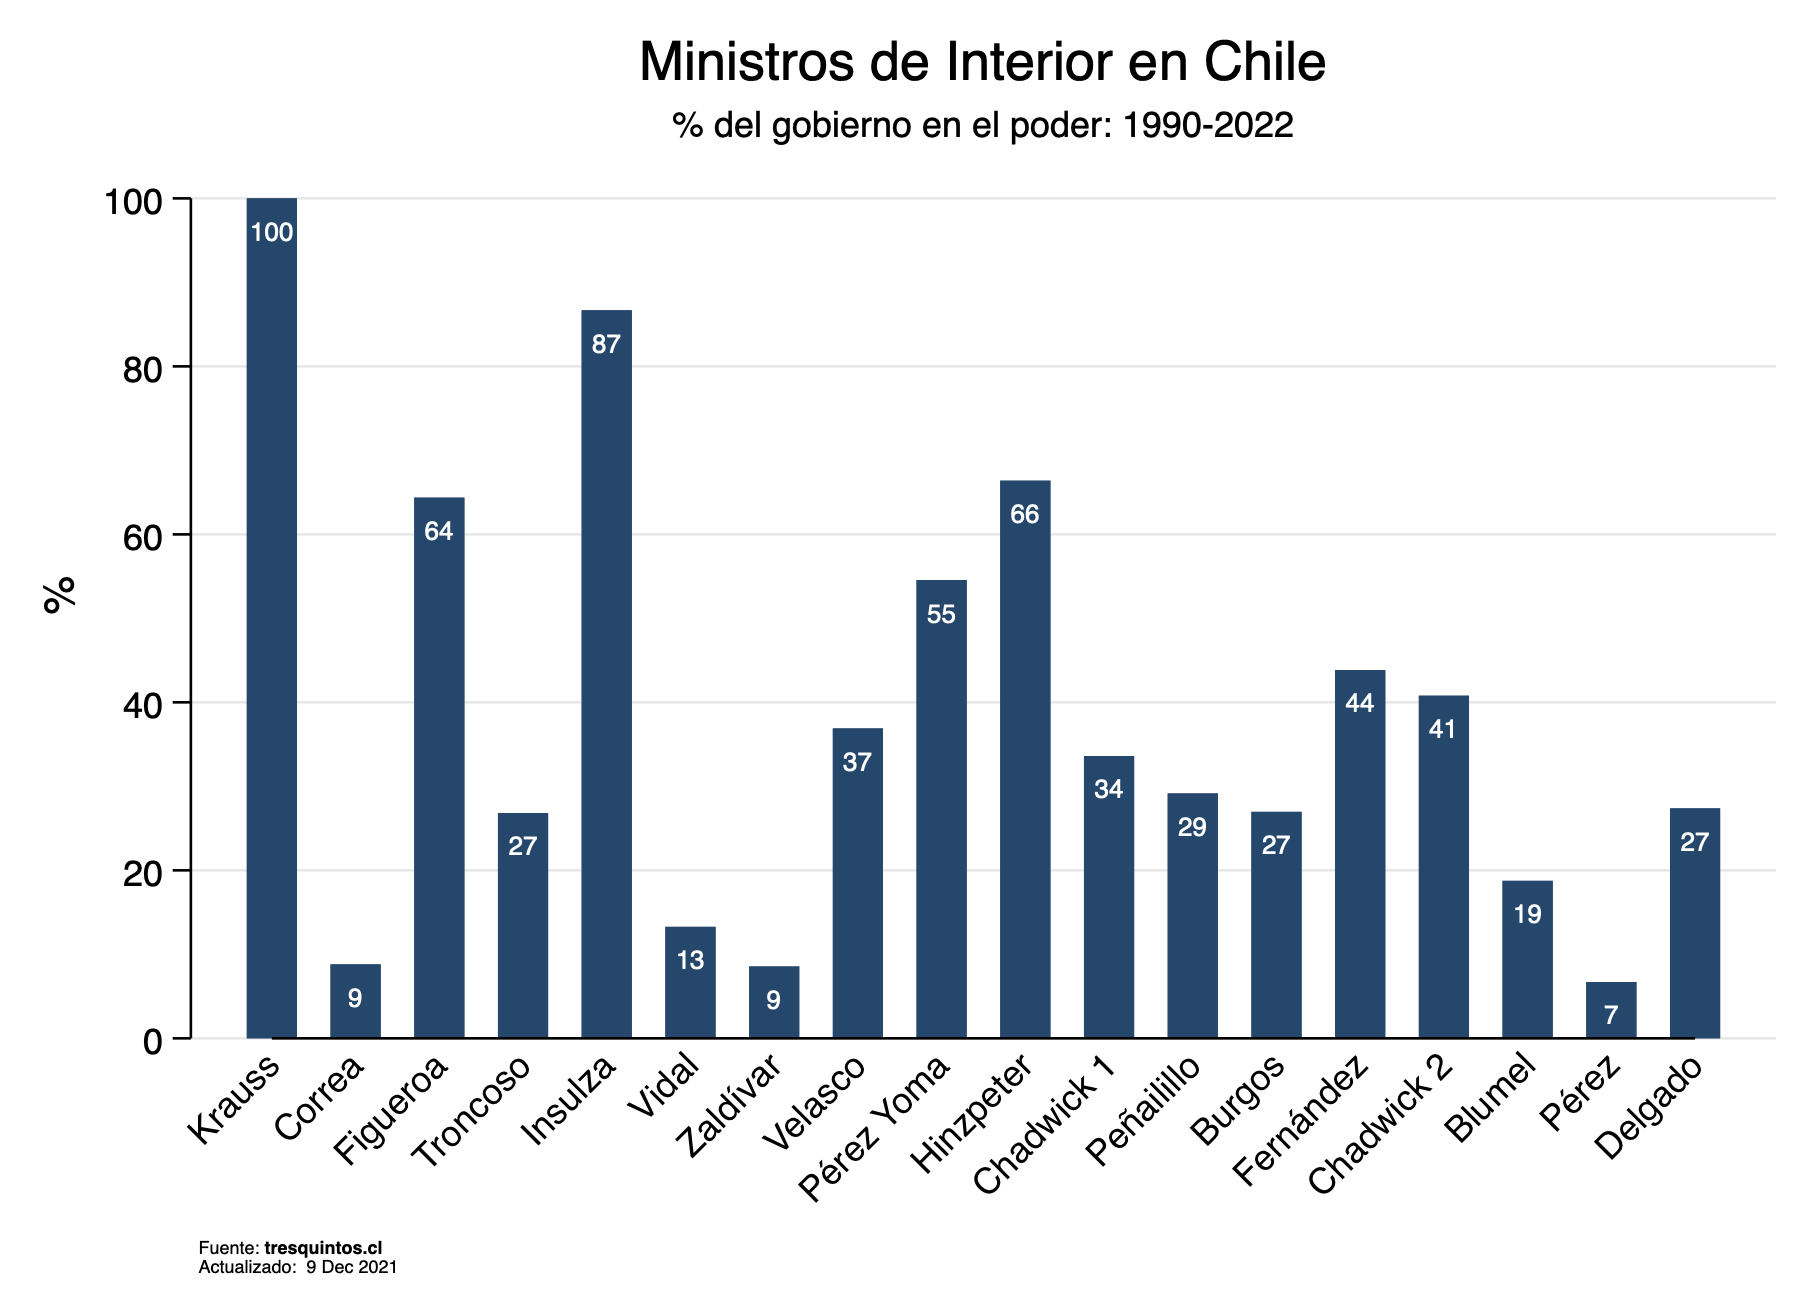 Ministros de Interior en Chile
% del gobierno en el poder: 1990-2022
%
100
80
60
40
20
0
100
9
64
27
87
13
9
37
55
66
34
29
27
44
41
19
7
27
Krauss
Correa
Figueroa
Troncoso
Insulza
Vidal
Zaldívar
Velasco
Pérez Yoma
Hinzpeter
Chadwick 1
Peñailillo
Burgos
Fernández
Chadwick 2
Blumel
Pérez
Delgado
Fuente: tresquintos.cl
Actualizado: 9 Dec 2021